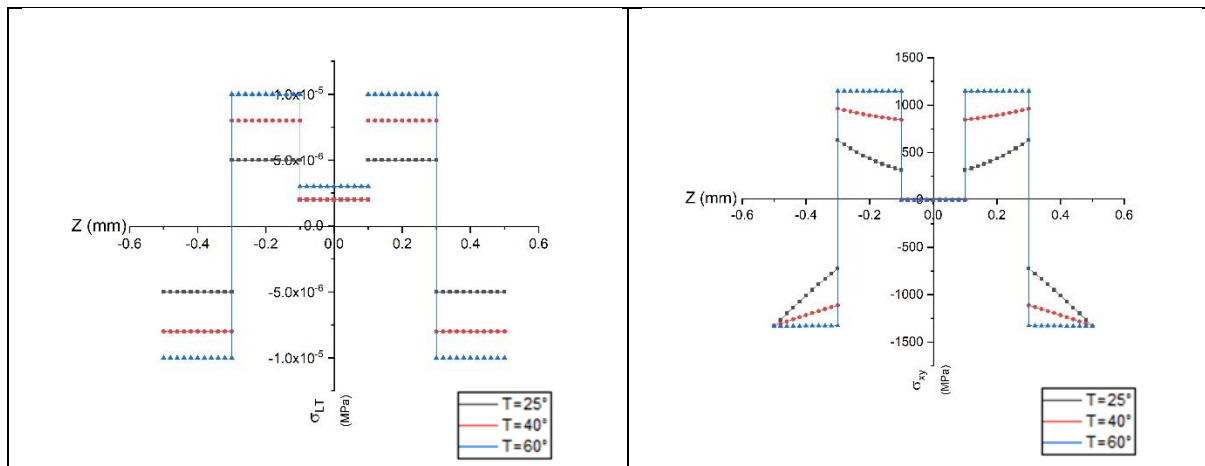 1.0x10⁻⁵
5.0x10⁻⁶
Z (mm)
0.0
-0.6 -0.4 -0.2 0.0 0.2 0.4 0.6
-5.0x10⁻⁶
-1.0x10⁻⁵
σLT (MPa)
T=25°
T=40°
T=60°
1500
1000
500
Z (mm)
0
-0.6 -0.4 -0.2 0.0 0.2 0.4 0.6
-500
-1000
-1500
σxy (MPa)
T=25°
T=40°
T=60°